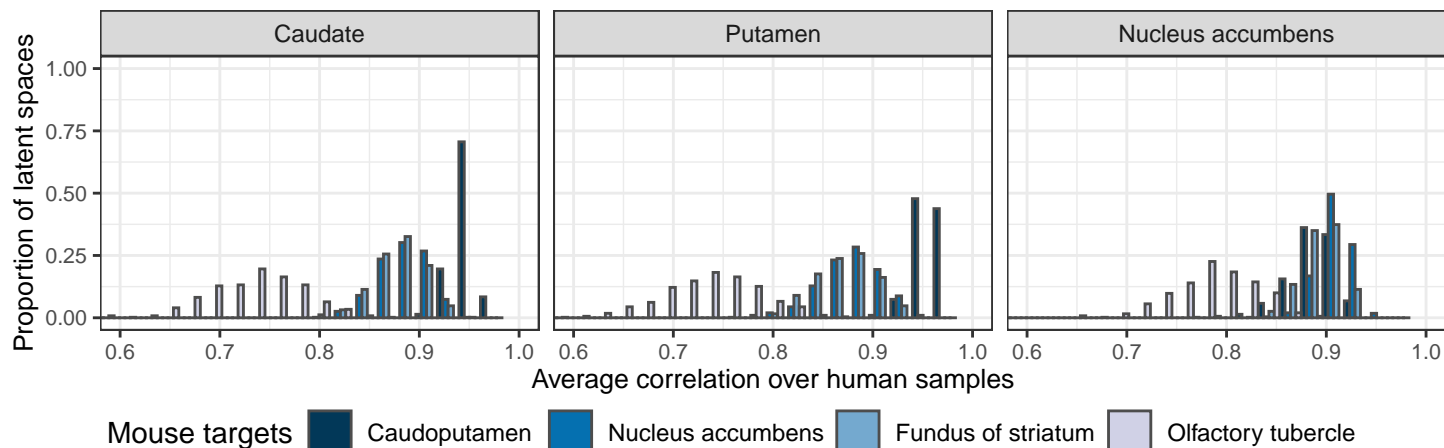 Caudate Putamen Nucleus accumbens
1.00
0.75
0.50
0.25
0.00
Proportion of latent spaces
0.6 0.7 0.8 0.9 1.0 0.6 0.7 0.8 0.9 1.0 0.6 0.7 0.8 0.9 1.0
Average correlation over human samples
Mouse targets Caudoputamen Nucleus accumbens Fundus of striatum Olfactory tubercle